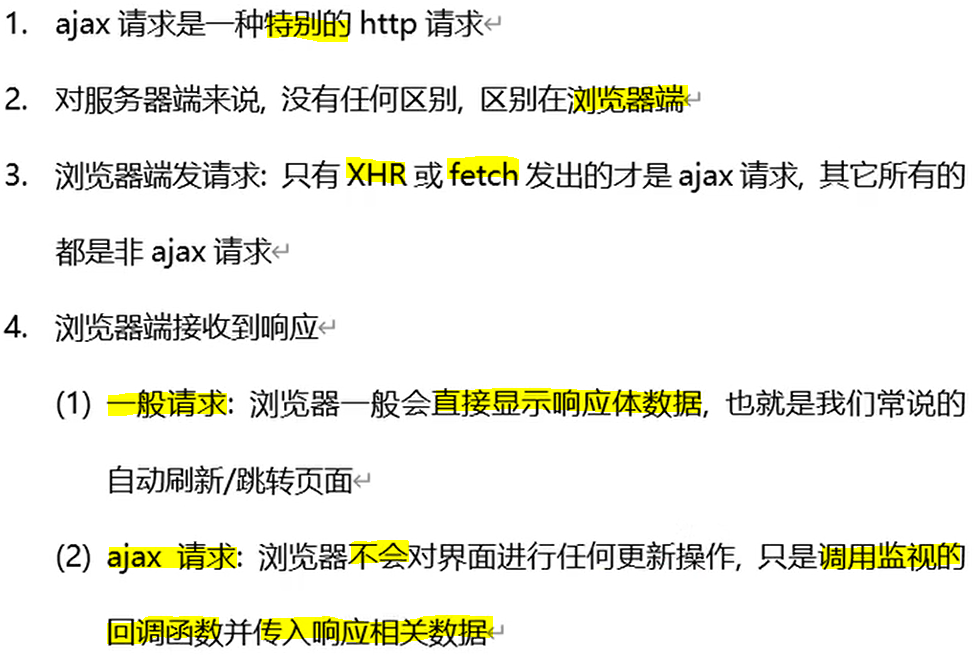 1. ajax 请求是一种特别的 http 请求↵
2. 对服务器端来说, 没有任何区别, 区别在浏览器端↵
3. 浏览器端发请求: 只有 XHR 或 fetch 发出的才是 ajax 请求, 其它所有的
都是非 ajax 请求↵
4. 浏览器端接收到响应↵
(1) 一般请求: 浏览器一般会直接显示响应体数据, 也就是我们常说的
自动刷新/跳转页面↵
(2) ajax 请求: 浏览器不会对界面进行任何更新操作, 只是调用监视的
回调函数并传入响应相关数据↵